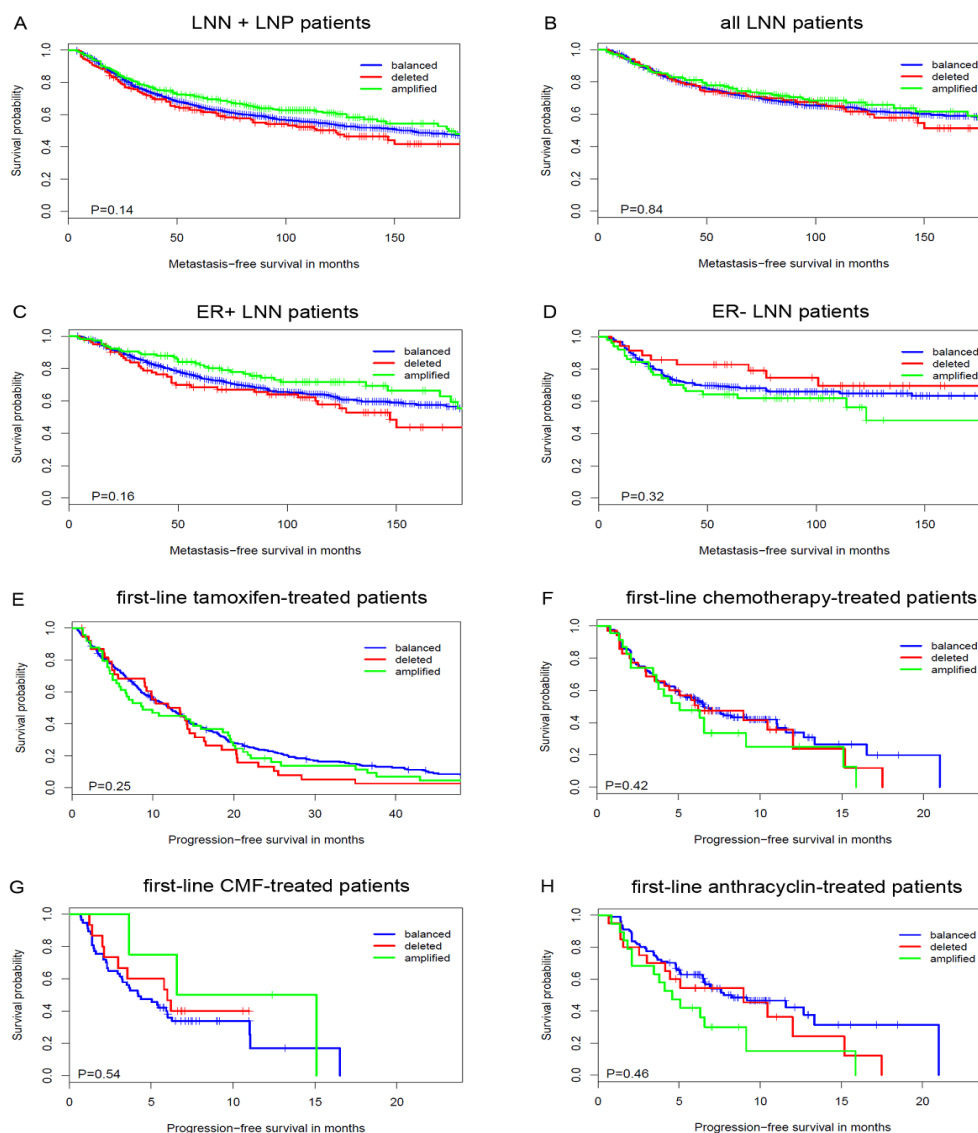 A LNN + LNP patients
Survival probability
0.0 0.2 0.4 0.6 0.8 1.0
balanced
deleted
amplified
P=0.14
0 50 100 150
Metastasis−free survival in months
B all LNN patients
Survival probability
0.0 0.2 0.4 0.6 0.8 1.0
balanced
deleted
amplified
P=0.84
0 50 100 150
Metastasis−free survival in months
C ER+ LNN patients
Survival probability
0.0 0.2 0.4 0.6 0.8 1.0
balanced
deleted
amplified
P=0.16
0 50 100 150
Metastasis−free survival in months
D ER- LNN patients
Survival probability
0.0 0.2 0.4 0.6 0.8 1.0
balanced
deleted
amplified
P=0.32
0 50 100 150
Metastasis−free survival in months
E first-line tamoxifen-treated patients
Survival probability
0.0 0.2 0.4 0.6 0.8 1.0
balanced
deleted
amplified
P=0.25
0 10 20 30 40
Progression−free survival in months
F first-line chemotherapy-treated patients
Survival probability
0.0 0.2 0.4 0.6 0.8 1.0
balanced
deleted
amplified
P=0.42
0 5 10 15 20
Progression−free survival in months
G first-line CMF-treated patients
Survival probability
0.0 0.2 0.4 0.6 0.8 1.0
balanced
deleted
amplified
P=0.54
0 5 10 15 20
Progression−free survival in months
H first-line anthracyclin-treated patients
Survival probability
0.0 0.2 0.4 0.6 0.8 1.0
balanced
deleted
amplified
P=0.46
0 5 10 15 20
Progression−free survival in months